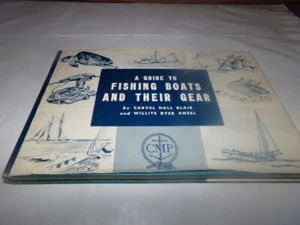 A GUIDE TO
FISHING BOATS
AND THEIR GEAR
By CARVEL HALL BLAIR
and WILLITS DYER ANSEL
CMP